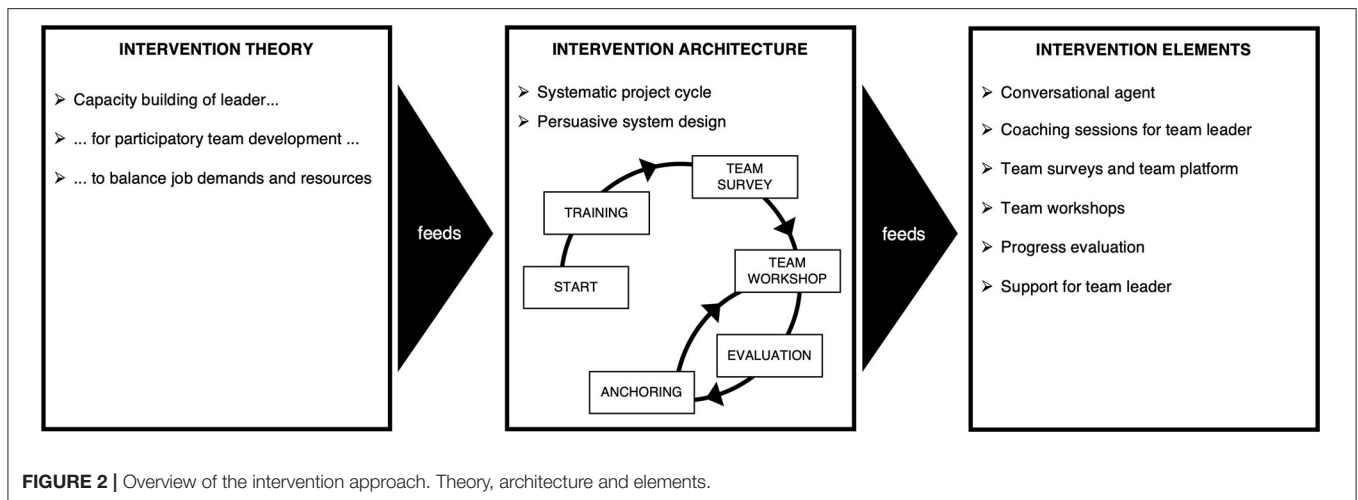 INTERVENTION THEORY
➢ Capacity building of leader...
➢ ... for participatory team development ...
➢ ... to balance job demands and resources
feeds
INTERVENTION ARCHITECTURE
➢ Systematic project cycle
➢ Persuasive system design
START
TRAINING
TEAM
SURVEY
TEAM
WORKSHOP
EVALUATION
ANCHORING
feeds
INTERVENTION ELEMENTS
➢ Conversational agent
➢ Coaching sessions for team leader
➢ Team surveys and team platform
➢ Team workshops
➢ Progress evaluation
➢ Support for team leader
FIGURE 2 | Overview of the intervention approach. Theory, architecture and elements.